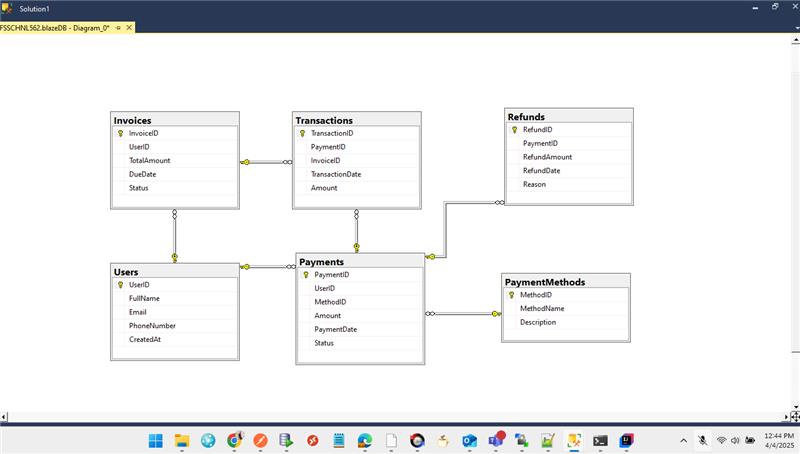 Solution1
FSSCHNL562.blazeDB - Diagram_0*
Invoices
InvoiceID
UserID
TotalAmount
DueDate
Status
Transactions
TransactionID
PaymentID
InvoiceID
TransactionDate
Amount
Refunds
RefundID
PaymentID
RefundAmount
RefundDate
Reason
Users
UserID
FullName
Email
PhoneNumber
CreatedAt
Payments
PaymentID
UserID
MethodID
Amount
PaymentDate
Status
PaymentMethods
MethodID
MethodName
Description
12:44 PM
4/4/2025